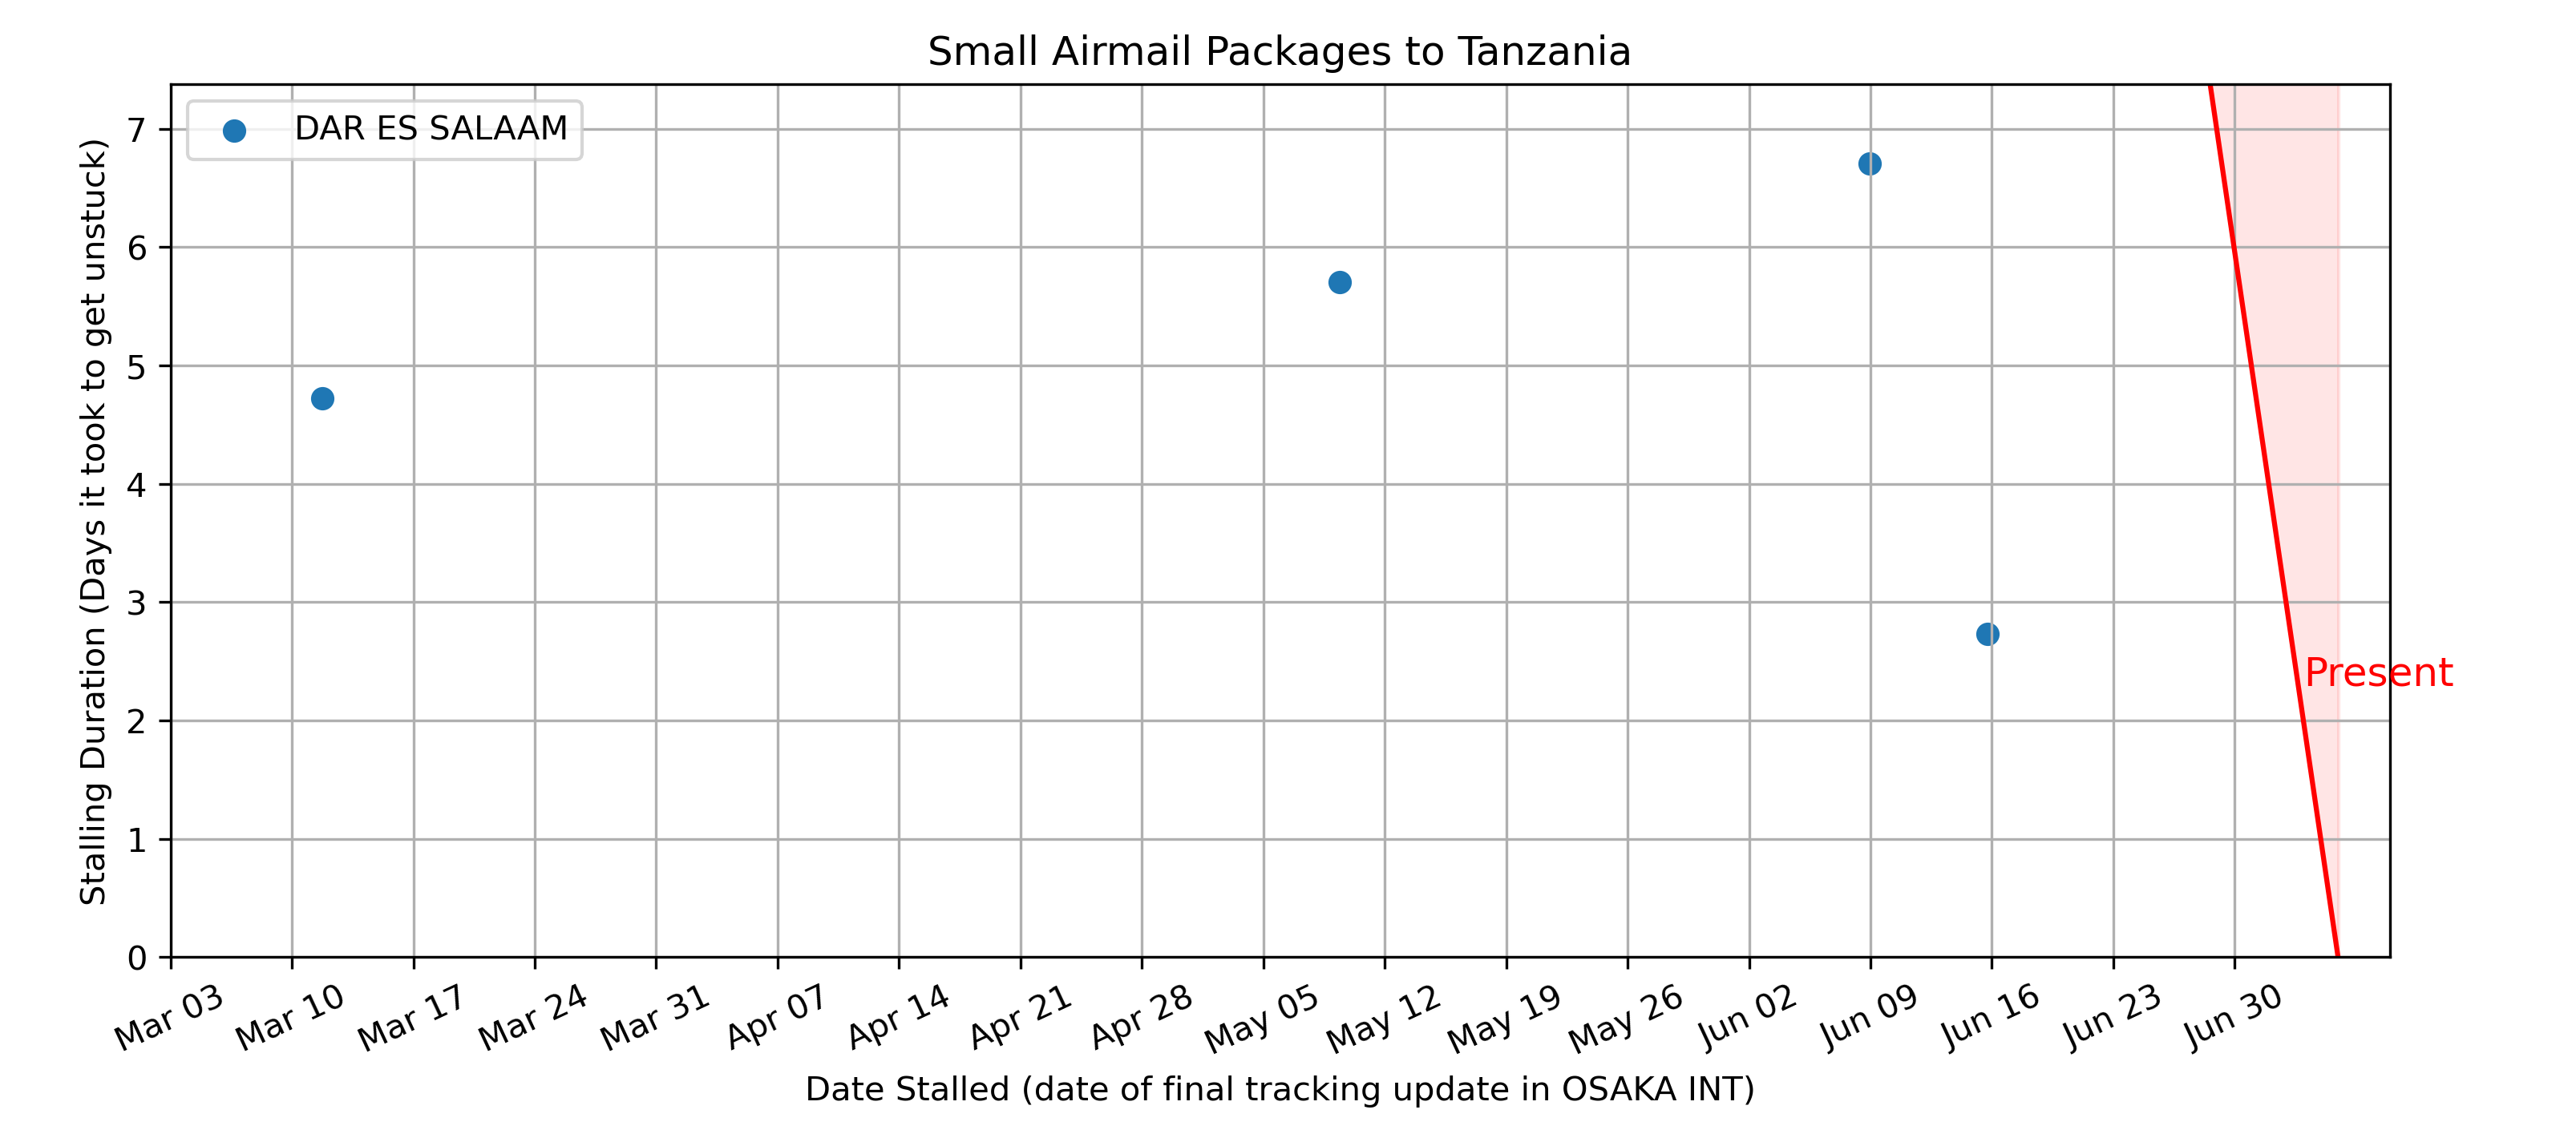 Small Airmail Packages to Tanzania
DAR ES SALAAM
Stalling Duration (Days it took to get unstuck)
7
6
5
4
3
2
1
0
Present
Mar 03
Mar 10
Mar 17
Mar 24
Mar 31
Apr 07
Apr 14
Apr 21
Apr 28
May 05
May 12
May 19
May 26
Jun 02
Jun 09
Jun 16
Jun 23
Jun 30
Date Stalled (date of final tracking update in OSAKA INT)